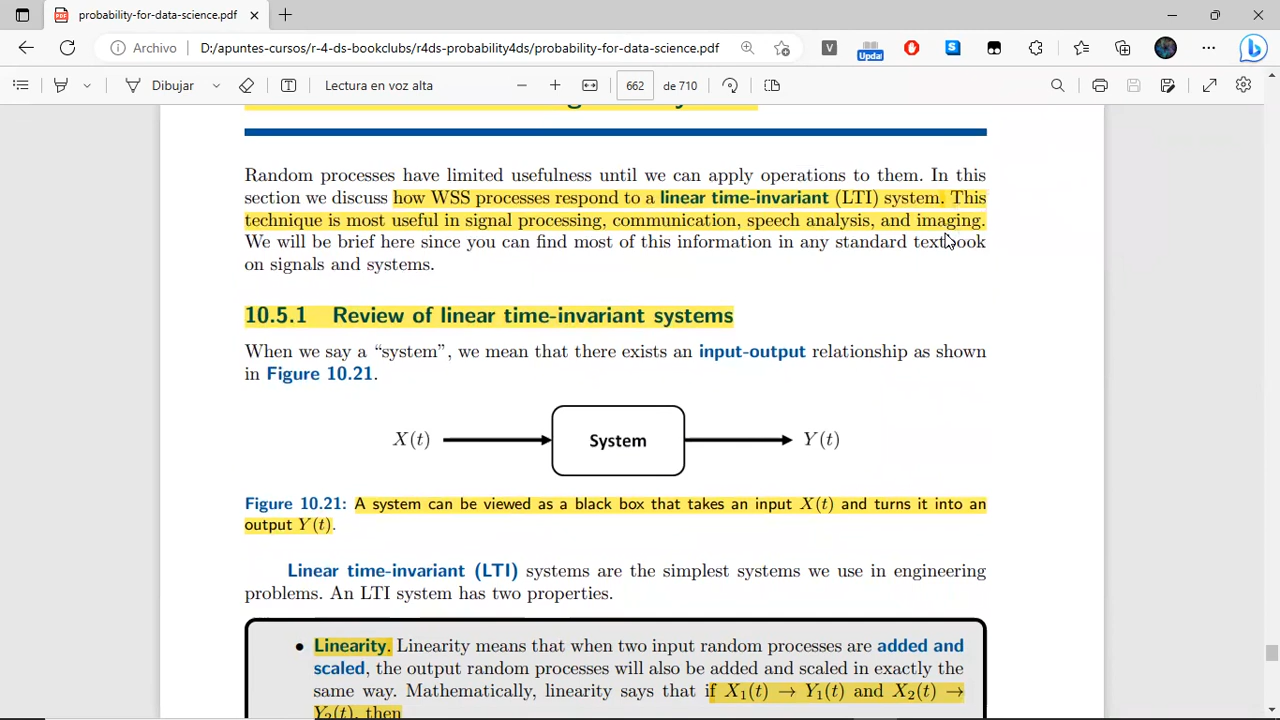 probability-for-data-science.pdf
Archivo D:/apuntes-cursos/r-4-ds-bookclubs/r4ds-probability4ds/probability-for-data-science.pdf
Dibujar Lectura en voz alta 662 de 710
Random processes have limited usefulness until we can apply operations to them. In this
section we discuss how WSS processes respond to a linear time-invariant (LTI) system. This
technique is most useful in signal processing, communication, speech analysis, and imaging.
We will be brief here since you can find most of this information in any standard textbook
on signals and systems.
10.5.1 Review of linear time-invariant systems
When we say a “system”, we mean that there exists an input-output relationship as shown
in Figure 10.21.
X(t) System Y(t)
Figure 10.21: A system can be viewed as a black box that takes an input X(t) and turns it into an
output Y(t).
Linear time-invariant (LTI) systems are the simplest systems we use in engineering
problems. An LTI system has two properties.
• Linearity. Linearity means that when two input random processes are added and
scaled, the output random processes will also be added and scaled in exactly the
same way. Mathematically, linearity says that if X₁(t) → Y₁(t) and X₂(t) →
Y₂(t), then